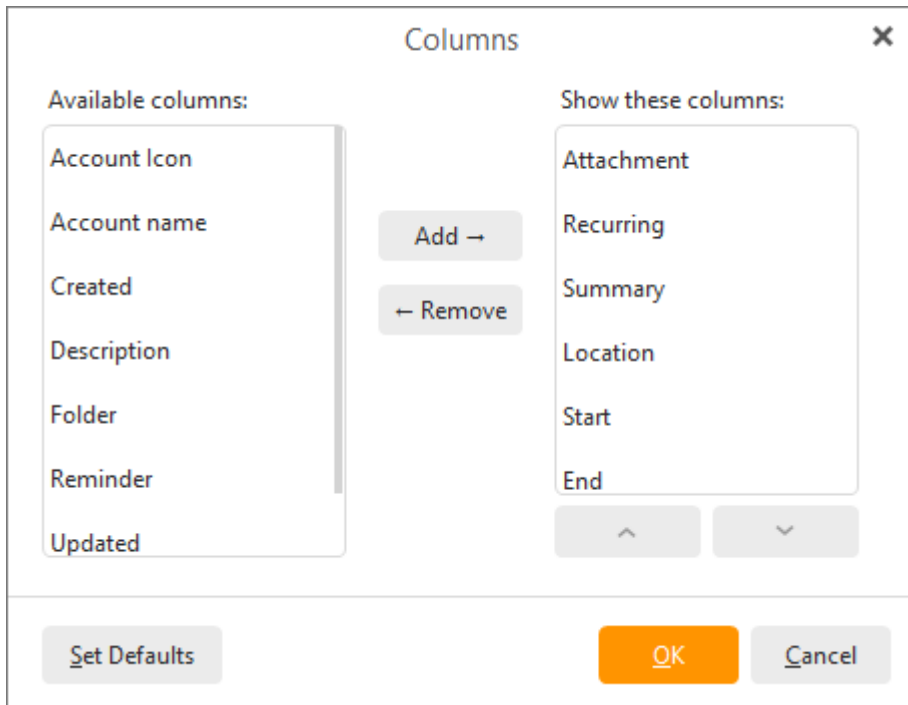 Columns
Available columns:
Account Icon
Account name
Created
Description
Folder
Reminder
Updated
Add →
← Remove
Show these columns:
Attachment
Recurring
Summary
Location
Start
End
Set Defaults
OK
Cancel